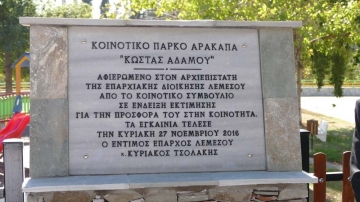 ΚΟΙΝΟΤΙΚΟ ΠΑΡΚΟ ΑΡΑΚΑΠΑ
"ΚΩΣΤΑΣ ΑΔΑΜΟΥ"
ΑΦΙΕΡΩΜΕΝΟ ΣΤΟΝ ΑΡΧΙΕΠΙΣΤΑΤΗ
ΤΗΣ ΕΠΑΡΧΙΑΚΗΣ ΔΙΟΙΚΗΣΗΣ ΛΕΜΕΣΟΥ
ΑΠΟ ΤΟ ΚΟΙΝΟΤΙΚΟ ΣΥΜΒΟΥΛΙΟ
ΣΕ ΕΝΔΕΙΞΗ ΕΚΤΙΜΗΣΗΣ
ΓΙΑ ΤΗΝ ΠΡΟΣΦΟΡΑ ΤΟΥ ΣΤΗΝ ΚΟΙΝΟΤΗΤΑ.
ΤΑ ΕΓΚΑΙΝΙΑ ΤΕΛΕΣΕ
ΤΗΝ ΚΥΡΙΑΚΗ 27 ΝΟΕΜΒΡΙΟΥ 2016
Ο ΕΝΤΙΜΟΣ ΕΠΑΡΧΟΣ ΛΕΜΕΣΟΥ
κ. ΚΥΡΙΑΚΟΣ ΤΣΟΛΑΚΗΣ